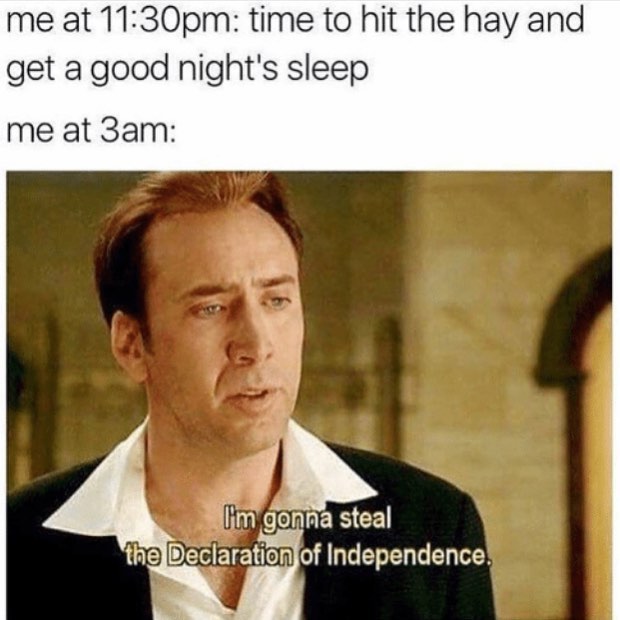 me at 11:30pm: time to hit the hay and
get a good night's sleep
me at 3am:
I'm gonna steal
the Declaration of Independence.